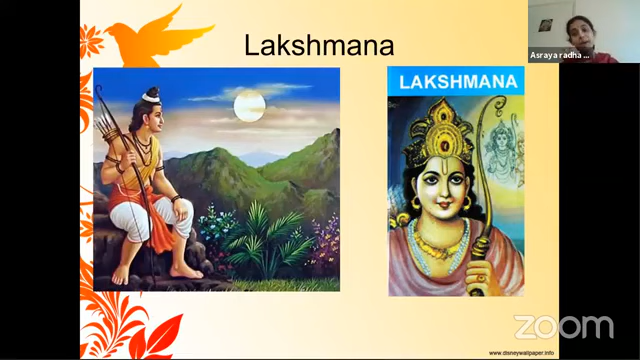 Lakshmana
Asraya radha ...
LAKSHMANA
zoom
www.disneywallpaper.info